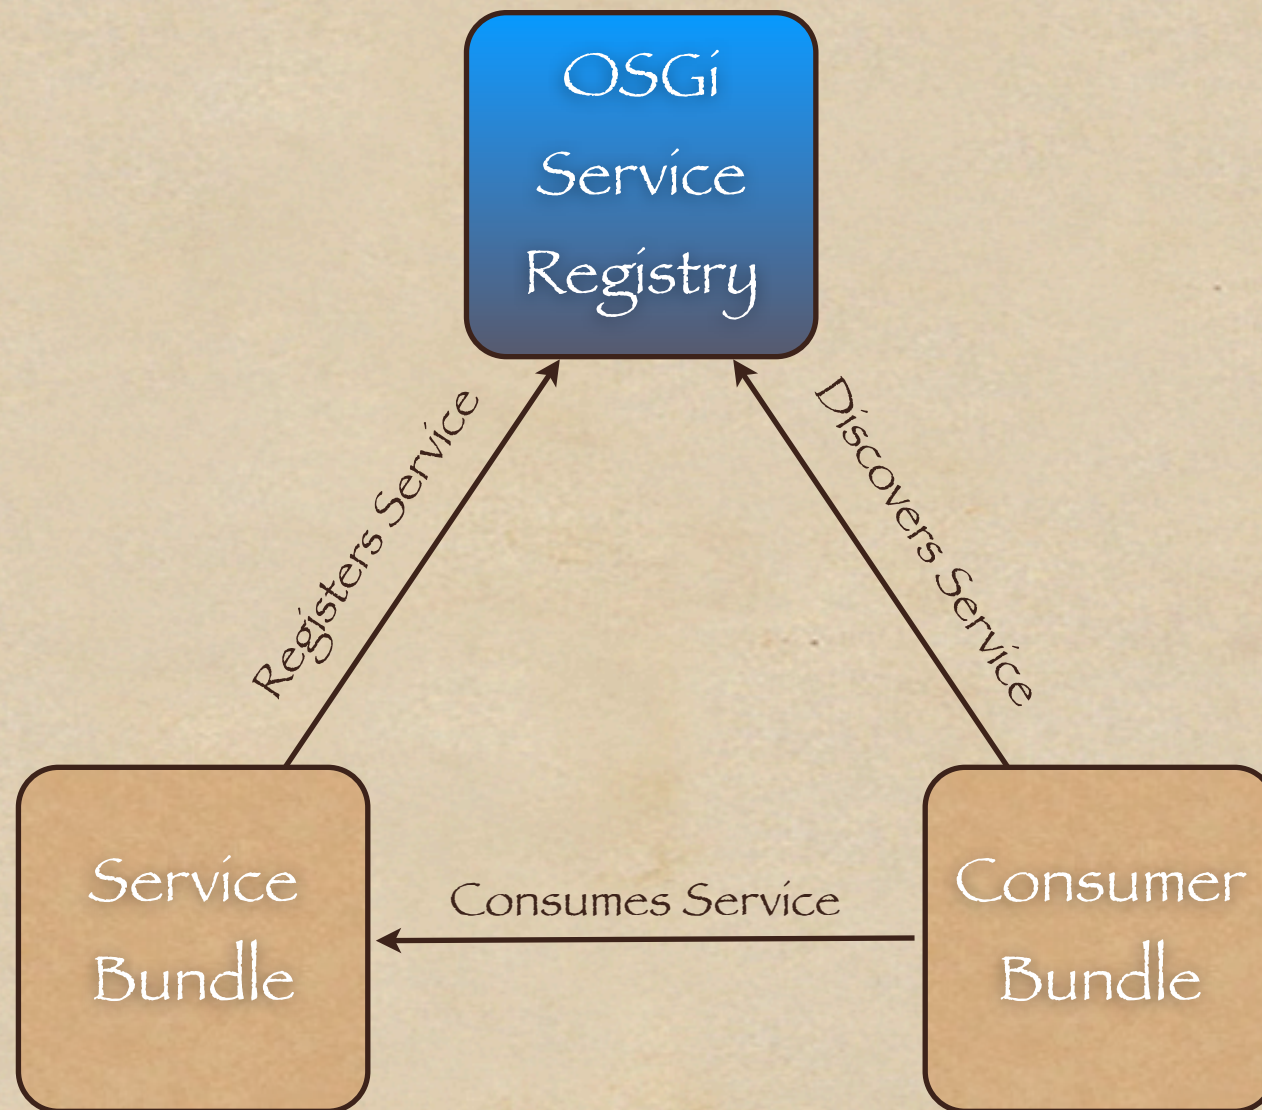 OSGi
Service
Registry
Registers Service
Discovers Service
Service
Bundle
Consumes Service
Consumer
Bundle